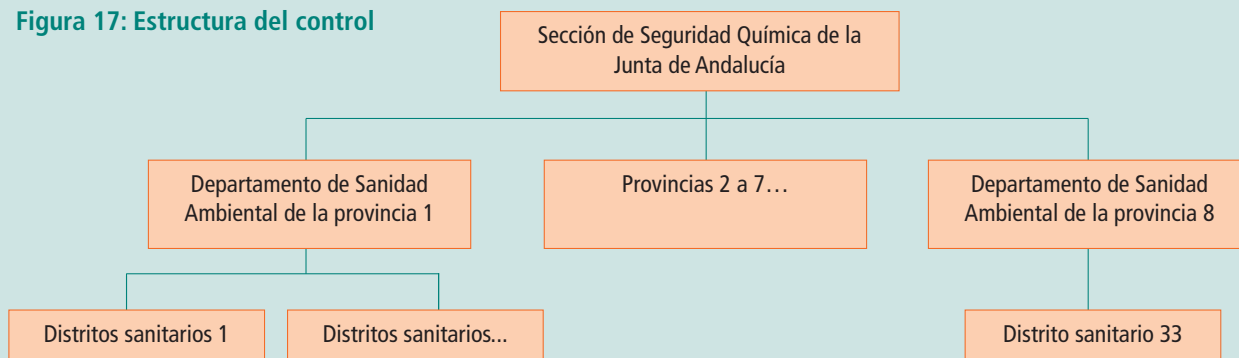 Figura 17: Estructura del control
Sección de Seguridad Química de la
Junta de Andalucía
Departamento de Sanidad
Ambiental de la provincia 1
Provincias 2 a 7…
Departamento de Sanidad
Ambiental de la provincia 8
Distritos sanitarios 1
Distritos sanitarios...
Distrito sanitario 33